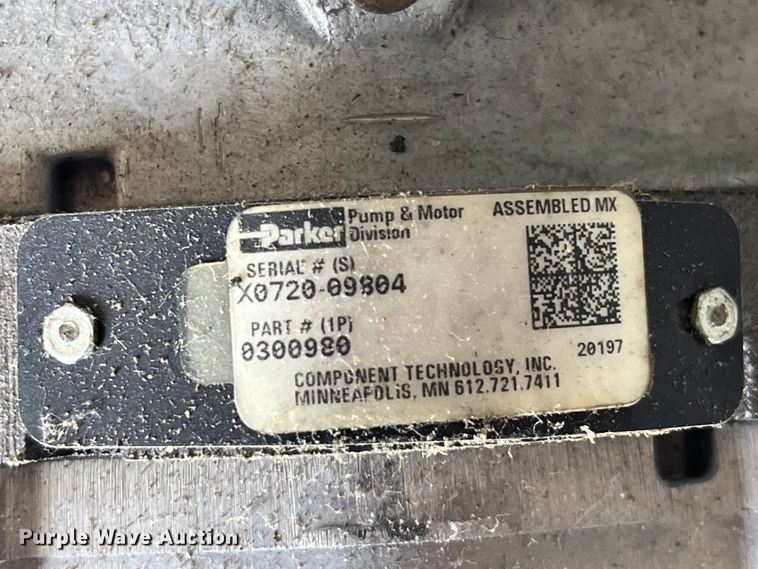 Parker Pump & Motor Division
ASSEMBLED MX
SERIAL # (S)
X0720-09804
PART # (1P)
0300980
20197
COMPONENT TECHNOLOGY, INC.
MINNEAPOLIS, MN 612.721.7411
Purple Wave Auction